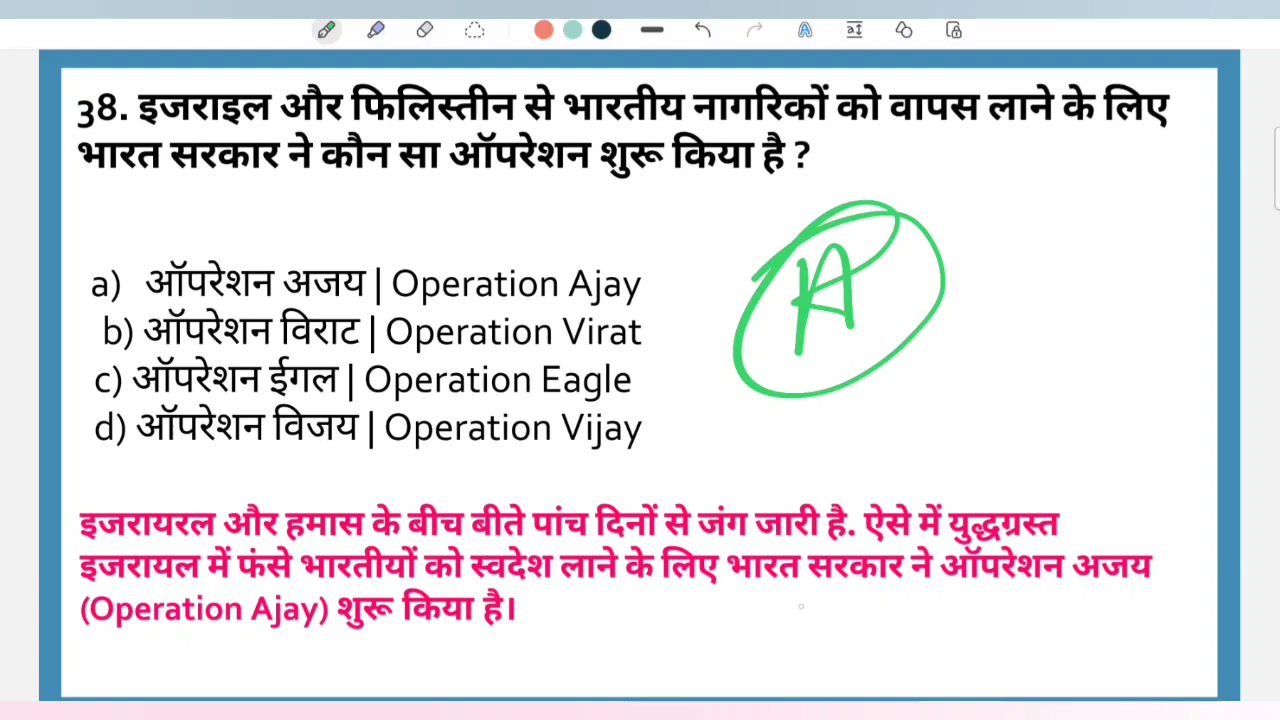 38. इजराइल और फिलिस्तीन से भारतीय नागरिकों को वापस लाने के लिए
भारत सरकार ने कौन सा ऑपरेशन शुरू किया है ?
a) ऑपरेशन अजय | Operation Ajay
b) ऑपरेशन विराट | Operation Virat
c) ऑपरेशन ईगल | Operation Eagle
d) ऑपरेशन विजय | Operation Vijay
A
इजरायरल और हमास के बीच बीते पांच दिनों से जंग जारी है. ऐसे में युद्धग्रस्त
इजरायल में फंसे भारतीयों को स्वदेश लाने के लिए भारत सरकार ने ऑपरेशन अजय
(Operation Ajay) शुरू किया है।